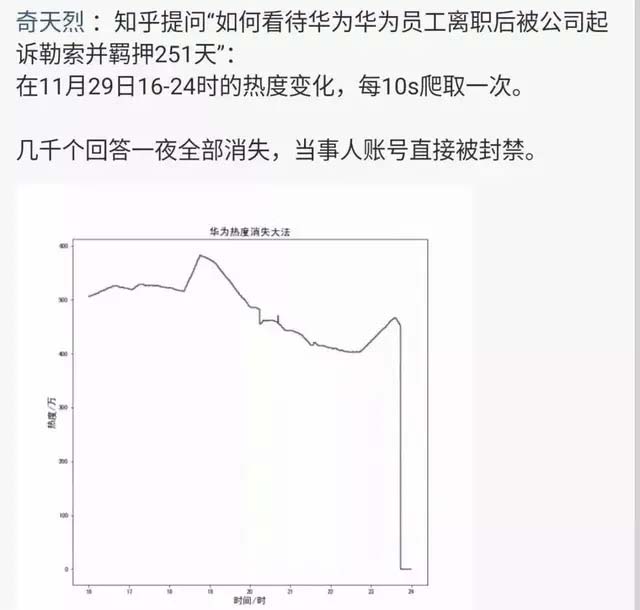 奇天烈： 知乎提问“如何看待华为华为员工离职后被公司起
诉勒索并羁押251天”：
在11月29日16-24时的热度变化，每10s爬取一次。
几千个回答一夜全部消失，当事人账号直接被封禁。
华为热度消失大法
热度/万
600
500
400
300
200
100
0
16 17 18 19 20 21 22 23 24
时间/时